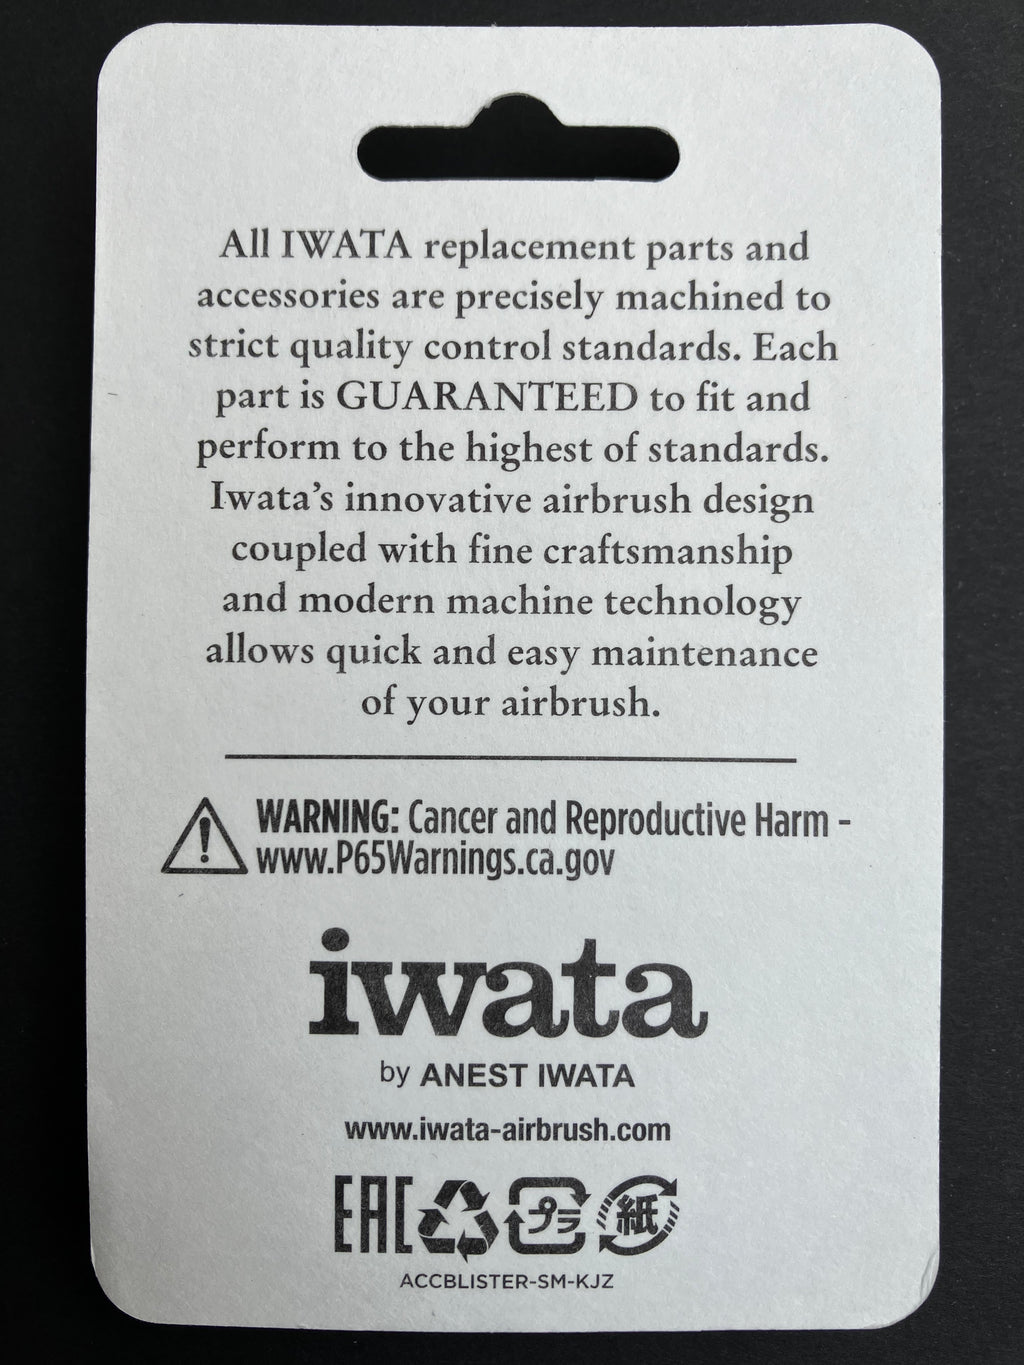 All IWATA replacement parts and
accessories are precisely machined to
strict quality control standards. Each
part is GUARANTEED to fit and
perform to the highest of standards.
Iwata's innovative airbrush design
coupled with fine craftsmanship
and modern machine technology
allows quick and easy maintenance
of your airbrush.
WARNING: Cancer and Reproductive Harm -
www.P65Warnings.ca.gov
iwata
by ANEST IWATA
www.iwata-airbrush.com
EAC プラ 紙
ACCBLISTER-SM-KJZ